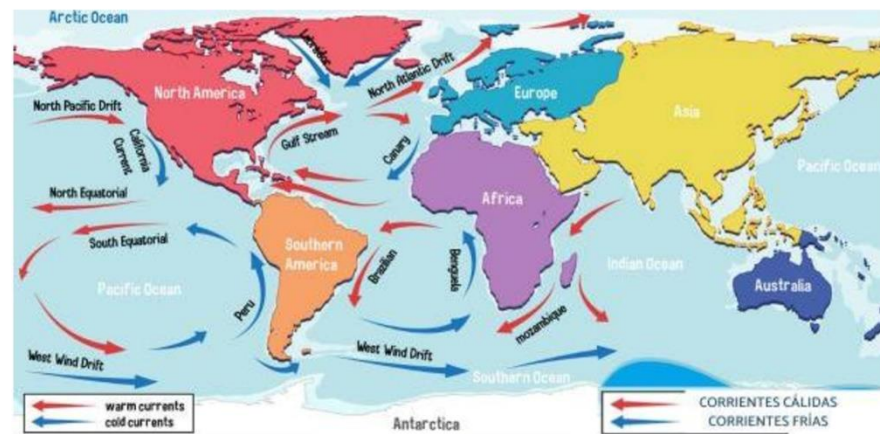 Arctic Ocean
Labrador
North Atlantic Drift
North America
Europe
Asia
North Pacific Drift
California
Current
Gulf Stream
Canary
Pacific Ocean
North Equatorial
Africa
South Equatorial
Southern
America
Brazilian
Benguela
Indian Ocean
Pacific Ocean
Peru
Australia
mozambique
West Wind Drift
West Wind Drift
Southern Ocean
warm currents
cold currents
Antarctica
CORRIENTES CÁLIDAS
CORRIENTES FRÍAS